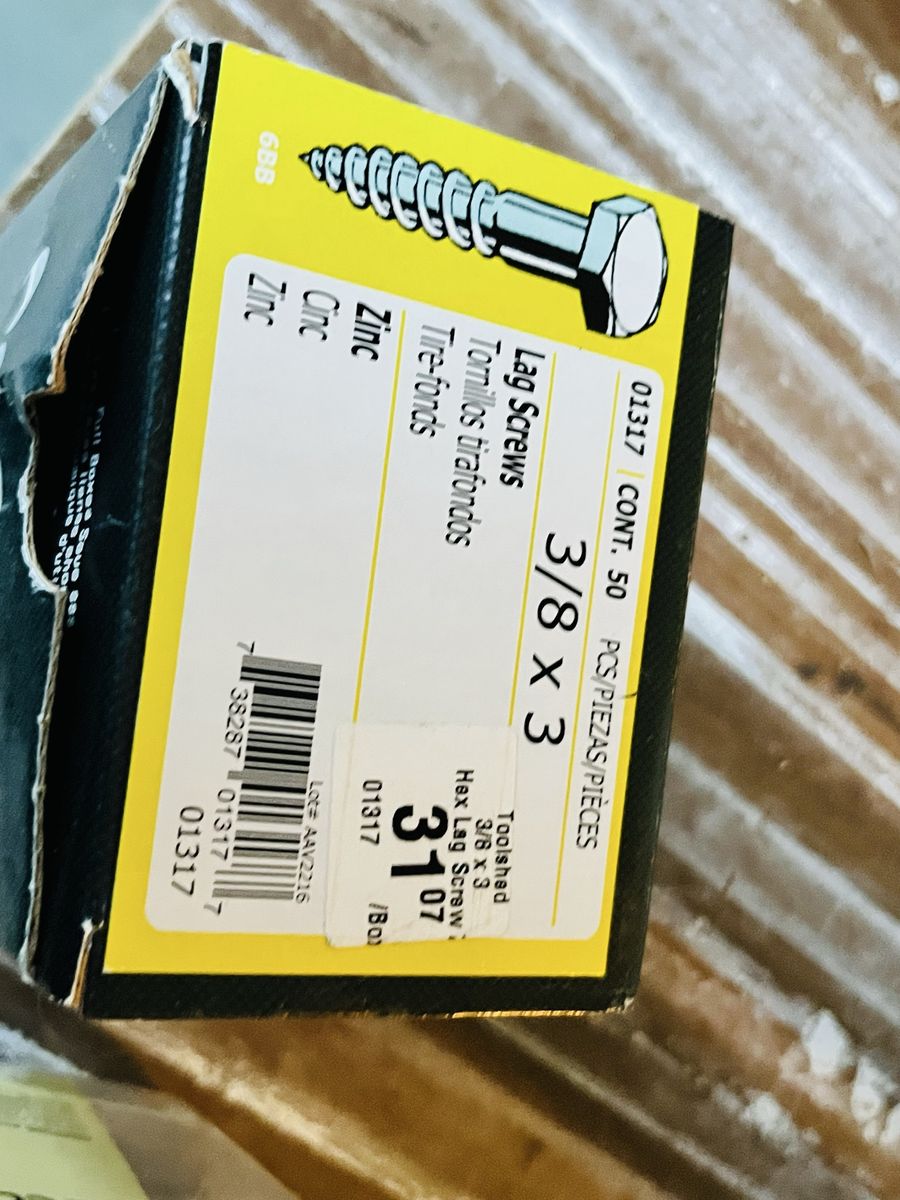 6BB
01317 | CONT. 50 PCS/PIEZAS/PIÈCES
3/8 x 3
Lag Screws
Tornillos tirafondos
Tire-fonds
Zinc
Cinc
Zinc
Toolshed
3/8 x 3
Hex Lag Screw
31 07
01317 /Box
Lot# AAV2216
7 38287 01317 7
01317